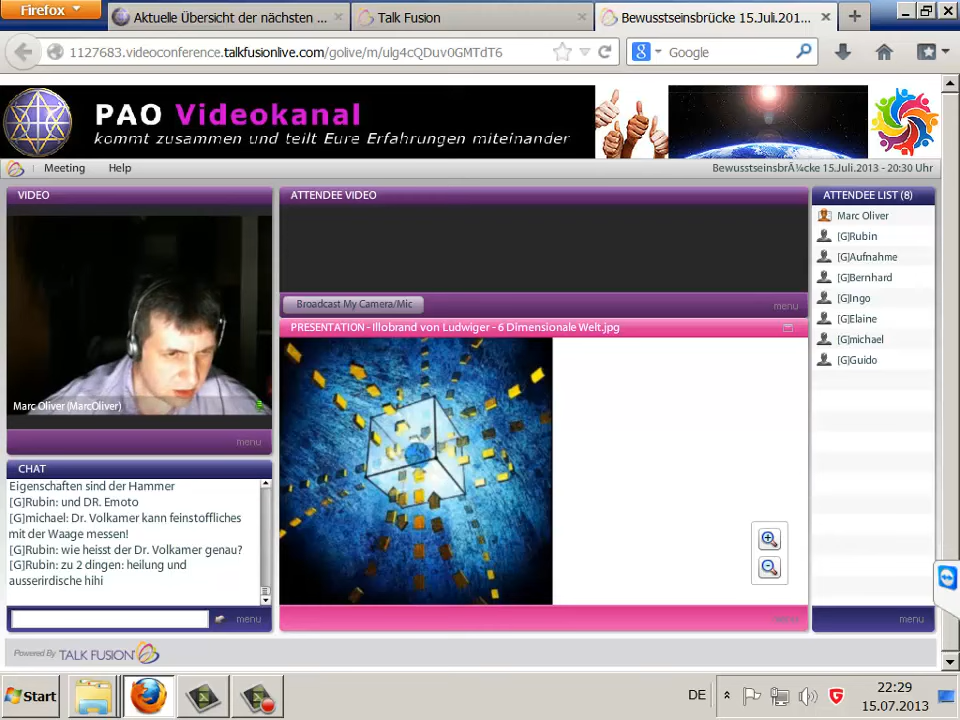 Firefox
Aktuelle Übersicht der nächsten ...
Talk Fusion
Bewusstseinsbrücke 15.Juli.201...
1127683.videoconference.talkfusionlive.com/golive/m/ulg4cQDuv0GMTdT6
Google
PAO Videokanal
kommt zusammen und teilt Eure Erfahrungen miteinander
Meeting Help
BewusstseinsbrÃ¼cke 15.Juli.2013 - 20:30 Uhr
VIDEO
Marc Oliver (MarcOliver)
menu
CHAT
Eigenschaften sind der Hammer
[G]Rubin: und DR. Emoto
[G]michael: Dr. Volkamer kann feinstoffliches
mit der Waage messen!
[G]Rubin: wie heisst der Dr. Volkamer genau?
[G]Rubin: zu 2 dingen: heilung und
ausserirdische hihi
menu
ATTENDEE VIDEO
Broadcast My Camera/Mic
menu
PRESENTATION - Illobrand von Ludwiger - 6 Dimensionale Welt.jpg
menu
ATTENDEE LIST (8)
Marc Oliver
[G]Rubin
[G]Aufnahme
[G]Bernhard
[G]Ingo
[G]Elaine
[G]michael
[G]Guido
menu
Powered By TALK FUSION
Start
DE
22:29
15.07.2013